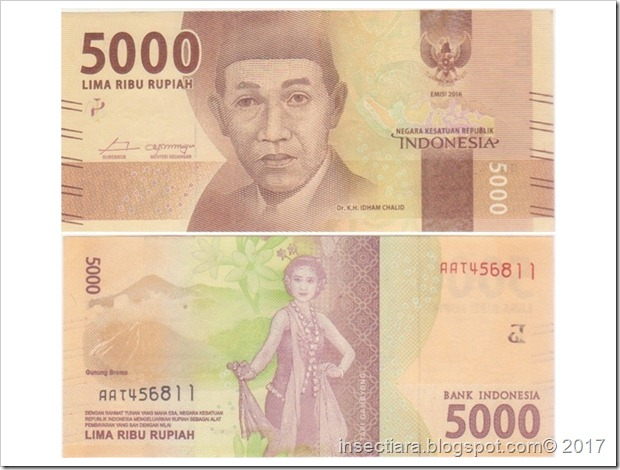 5000
LIMA RIBU RUPIAH
EMISI 2016
NEGARA KESATUAN REPUBLIK
INDONESIA
GUBERNUR
MENTERI KEUANGAN
Dr. K.H. IDHAM CHALID
5000
5000
AAT456811
Gunung Bromo
AAT456811
DENGAN RAHMAT TUHAN YANG MAHA ESA, NEGARA KESATUAN
REPUBLIK INDONESIA MENGELUARKAN RUPIAH SEBAGAI ALAT
PEMBAYARAN YANG SAH DENGAN NILAI
LIMA RIBU RUPIAH
TARI GAMBYONG
BANK INDONESIA
5000
insectiara.blogspot.com© 2017